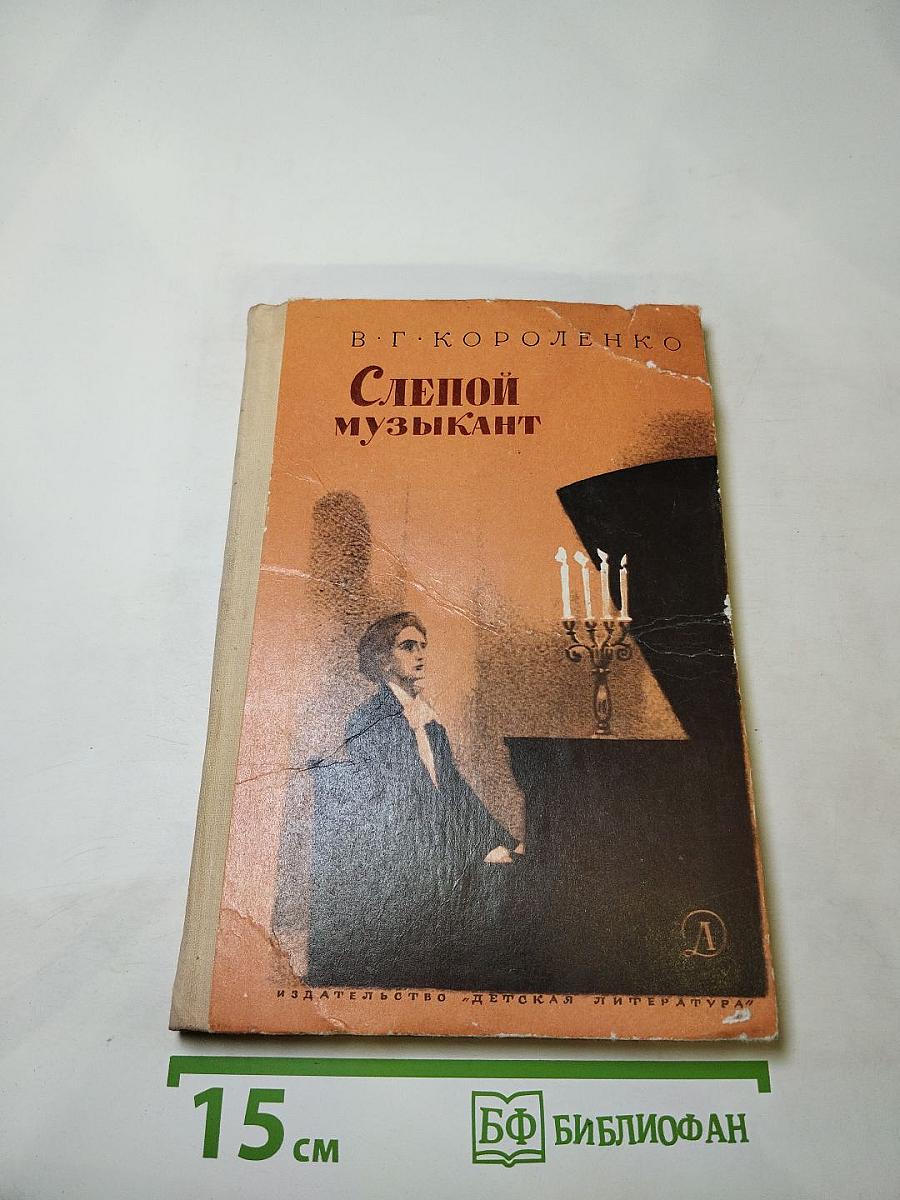 В·Г·КОРОЛЕНКО
СЛЕПОЙ
МУЗЫКАНТ
Д
ИЗДАТЕЛЬСТВО „ДЕТСКАЯ ЛИТЕРАТУРА"
15 см
БФ БИБЛИОФАН